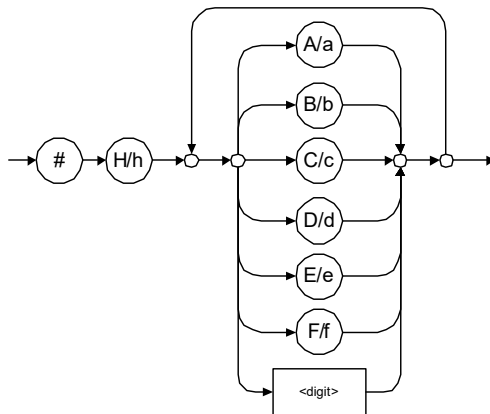 A/a
B/b
# H/h C/c
D/d
E/e
F/f
<digit>